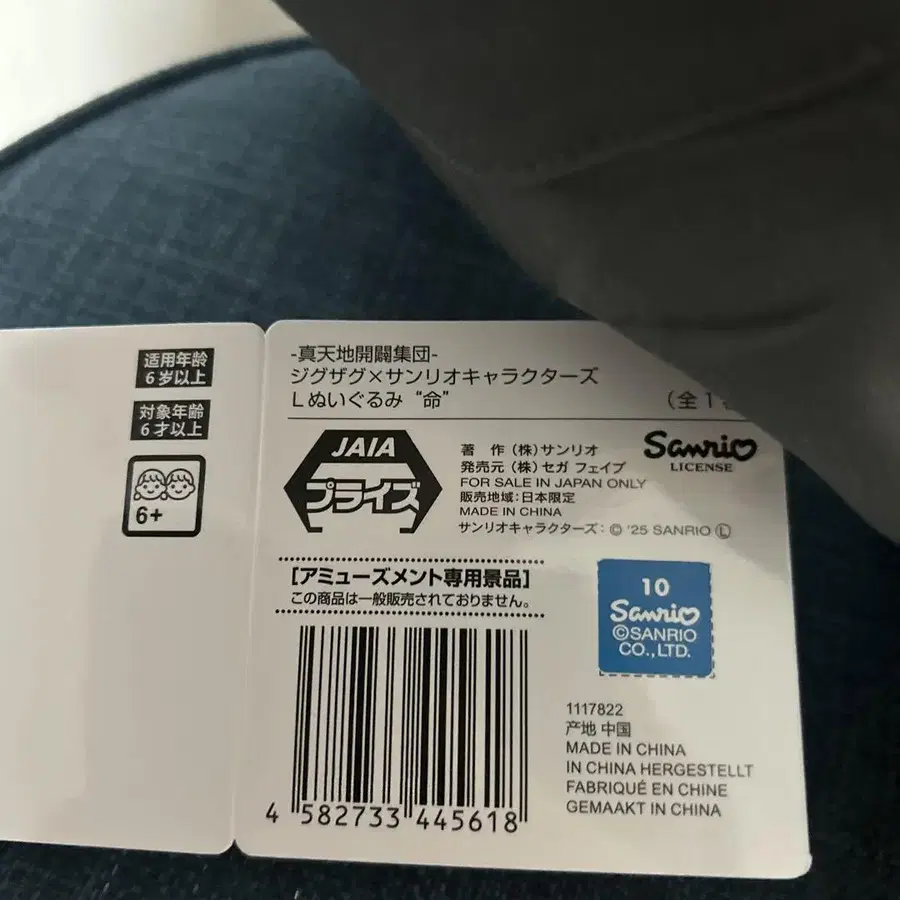 适用年龄
6岁以上
対象年齢
6才以上
6+
-真天地開闢集団-
ジグザグ×サンリオキャラクターズ
Lぬいぐるみ “命”
（全1
JAIA
プライズ
著 作（株）サンリオ
発売元（株）セガ フェイブ
FOR SALE IN JAPAN ONLY
販売地域：日本限定
MADE IN CHINA
サンリオキャラクターズ：© '25 SANRIO Ⓛ
Sanrio
LICENSE
[アミューズメント専用景品]
この商品は一般販売されておりません。
10
Sanrio
©SANRIO
CO.,LTD.
4 582733 445618
1117822
产地 中国
MADE IN CHINA
IN CHINA HERGESTELLT
FABRIQUÉ EN CHINE
GEMAAKT IN CHINA